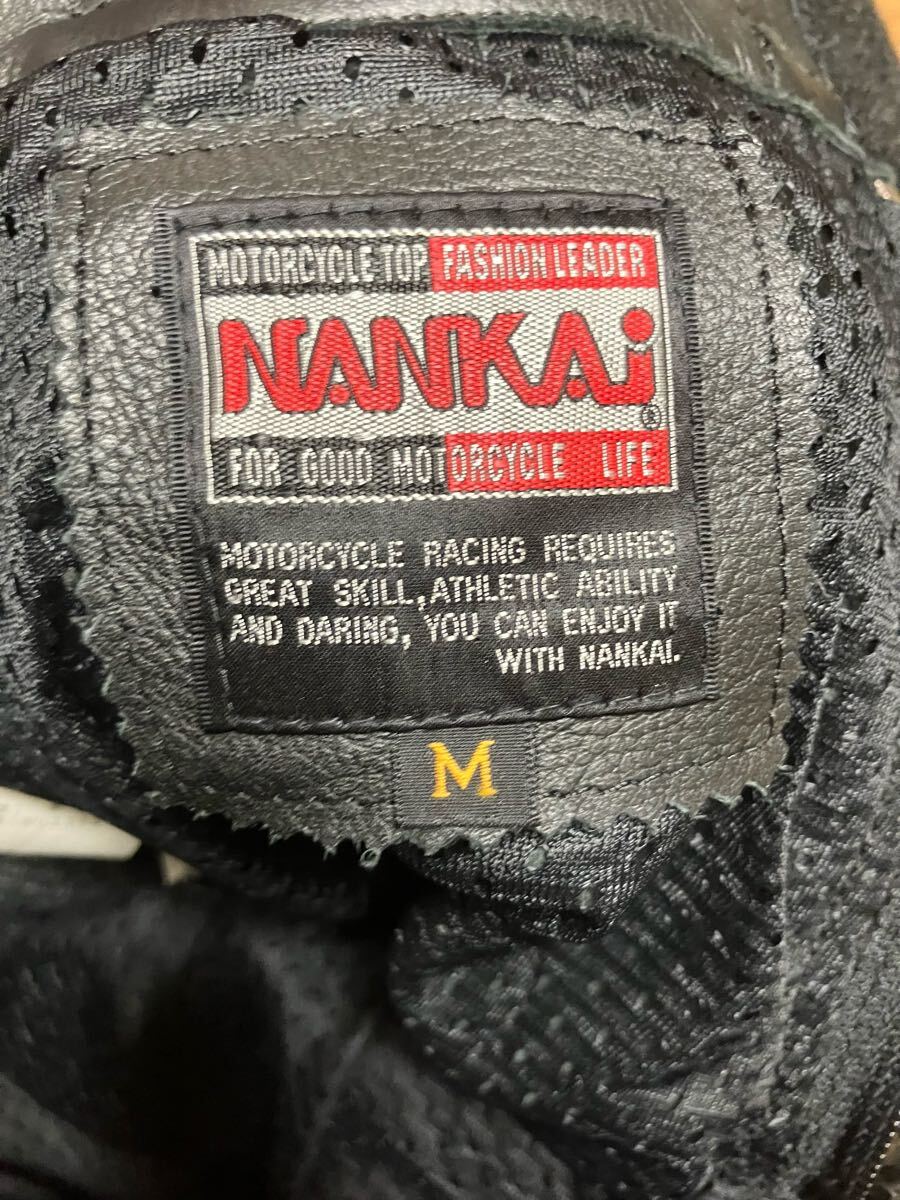 MOTORCYCLE TOP FASHION LEADER
NANKAi
®
FOR GOOD MOTORCYCLE LIFE
MOTORCYCLE RACING REQUIRES
GREAT SKILL, ATHLETIC ABILITY
AND DARING, YOU CAN ENJOY IT
WITH NANKAI.
M